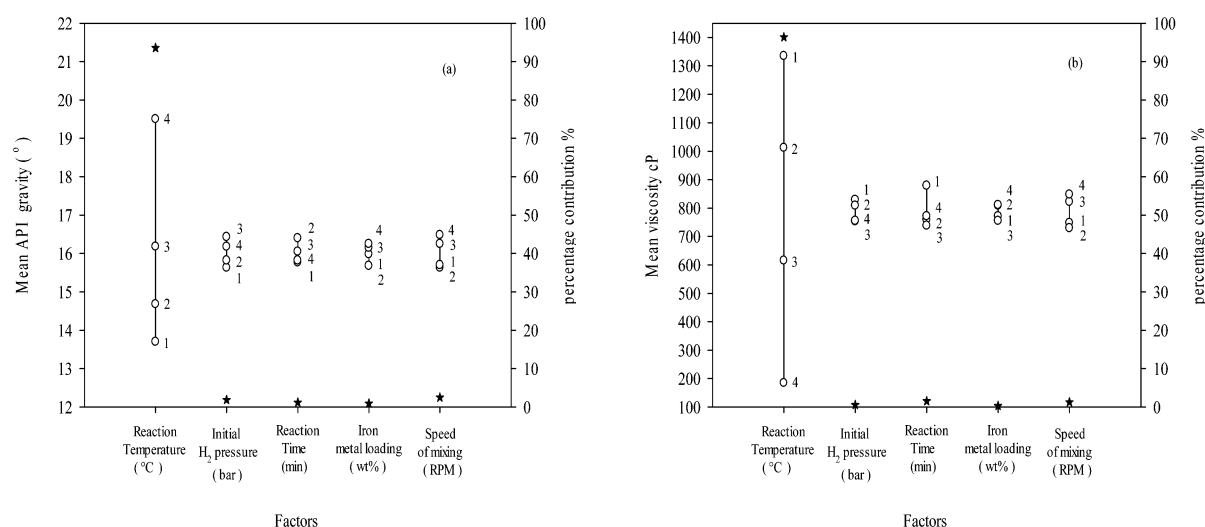 22
21
20
19
18
17
16
15
14
13
12
Mean API gravity ( ° )
100
90
80
70
60
50
40
30
20
10
0
percentage contribution %
(a)
4
3
2
1
3
4
2
1
2
3
4
1
4
3
1
2
4
3
1
2
Reaction
Temperature
( °C )
Initial
H2 pressure
( bar )
Reaction
Time
(min)
Iron
metal loading
( wt% )
Speed
of mixing
( RPM )
Factors
1400
1300
1200
1100
1000
900
800
700
600
500
400
300
200
100
Mean viscosity cP
100
90
80
70
60
50
40
30
20
10
0
percentage contribution %
(b)
1
2
3
4
1
2
4
3
1
4
2
3
4
2
1
3
4
3
1
2
Reaction
Temperature
( °C )
Initial
H2 pressure
( bar )
Reaction
Time
(min)
Iron
metal loading
( wt% )
Speed
of mixing
( RPM )
Factors